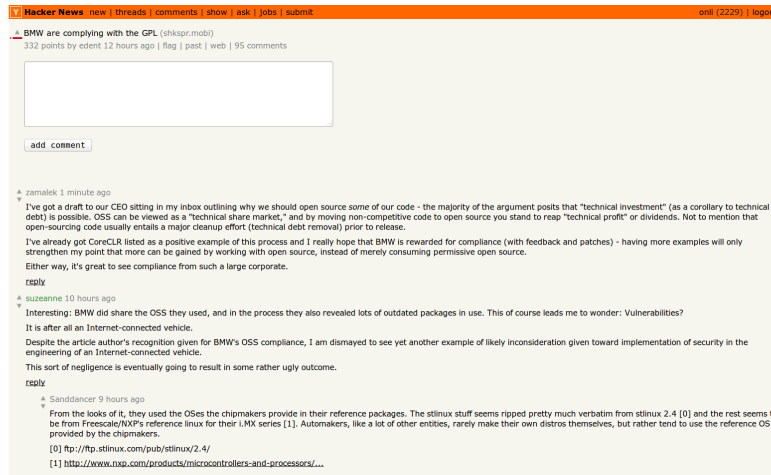 Y Hacker News new | threads | comments | show | ask | jobs | submit onli (2229) | logou
BMW are complying with the GPL (shkspr.mobi)
332 points by edent 12 hours ago | flag | past | web | 95 comments
add comment
zamalek 1 minute ago
I've got a draft to our CEO sitting in my inbox outlining why we should open source some of our code - the majority of the argument posits that "technical investment" (as a corollary to technical
debt) is possible. OSS can be viewed as a "technical share market," and by moving non-competitive code to open source you stand to reap "technical profit" or dividends. Not to mention that
open-sourcing code usually entails a major cleanup effort (technical debt removal) prior to release.
I've already got CoreCLR listed as a positive example of this process and I really hope that BMW is rewarded for compliance (with feedback and patches) - having more examples will only
strengthen my point that more can be gained by working with open source, instead of merely consuming permissive open source.
Either way, it's great to see compliance from such a large corporate.
reply
suzeanne 10 hours ago
Interesting: BMW did share the OSS they used, and in the process they also revealed lots of outdated packages in use. This of course leads me to wonder: Vulnerabilities?
It is after all an Internet-connected vehicle.
Despite the article author's recognition given for BMW's OSS compliance, I am dismayed to see yet another example of likely inconsideration given toward implementation of security in the
engineering of an Internet-connected vehicle.
This sort of negligence is eventually going to result in some rather ugly outcome.
reply
Sanddancer 9 hours ago
From the looks of it, they used the OSes the chipmakers provide in their reference packages. The stlinux stuff seems ripped pretty much verbatim from stlinux 2.4 [0] and the rest seems t
be from Freescale/NXP's reference linux for their i.MX series [1]. Automakers, like a lot of other entities, rarely make their own distros themselves, but rather tend to use the reference OS
provided by the chipmakers.
[0] ftp://ftp.stlinux.com/pub/stlinux/2.4/
[1] http://www.nxp.com/products/microcontrollers-and-processors/...